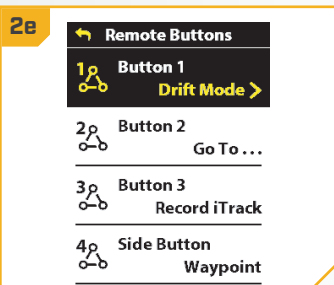 2e
Remote Buttons
1
Button 1
Drift Mode >
2
Button 2
Go To ...
3
Button 3
Record iTrack
4
Side Button
Waypoint